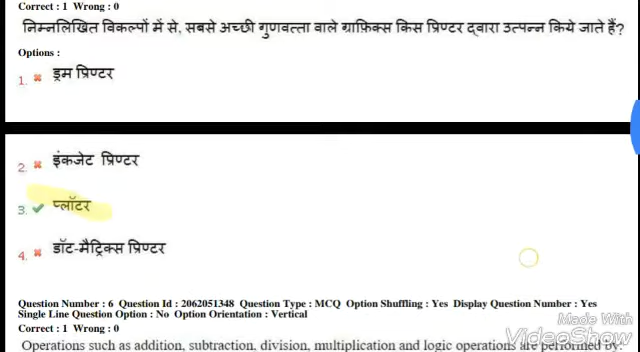 Correct : 1 Wrong : 0
निम्नलिखित विकल्पों में से, सबसे अच्छी गुणवत्ता वाले ग्राफ़िक्स किस प्रिण्टर द्वारा उत्पन्न किये जाते हैं?
Options :
1. ड्रम प्रिण्टर
2. इंकजेट प्रिण्टर
3. प्लॉटर
4. डॉट-मैट्रिक्स प्रिण्टर
Question Number : 6 Question Id : 2062051348 Question Type : MCQ Option Shuffling : Yes Display Question Number : Yes
Single Line Question Option : No Option Orientation : Vertical
Correct : 1 Wrong : 0
Made With
VideoShow
Operations such as addition, subtraction, division, multiplication and logic operations are performed by: